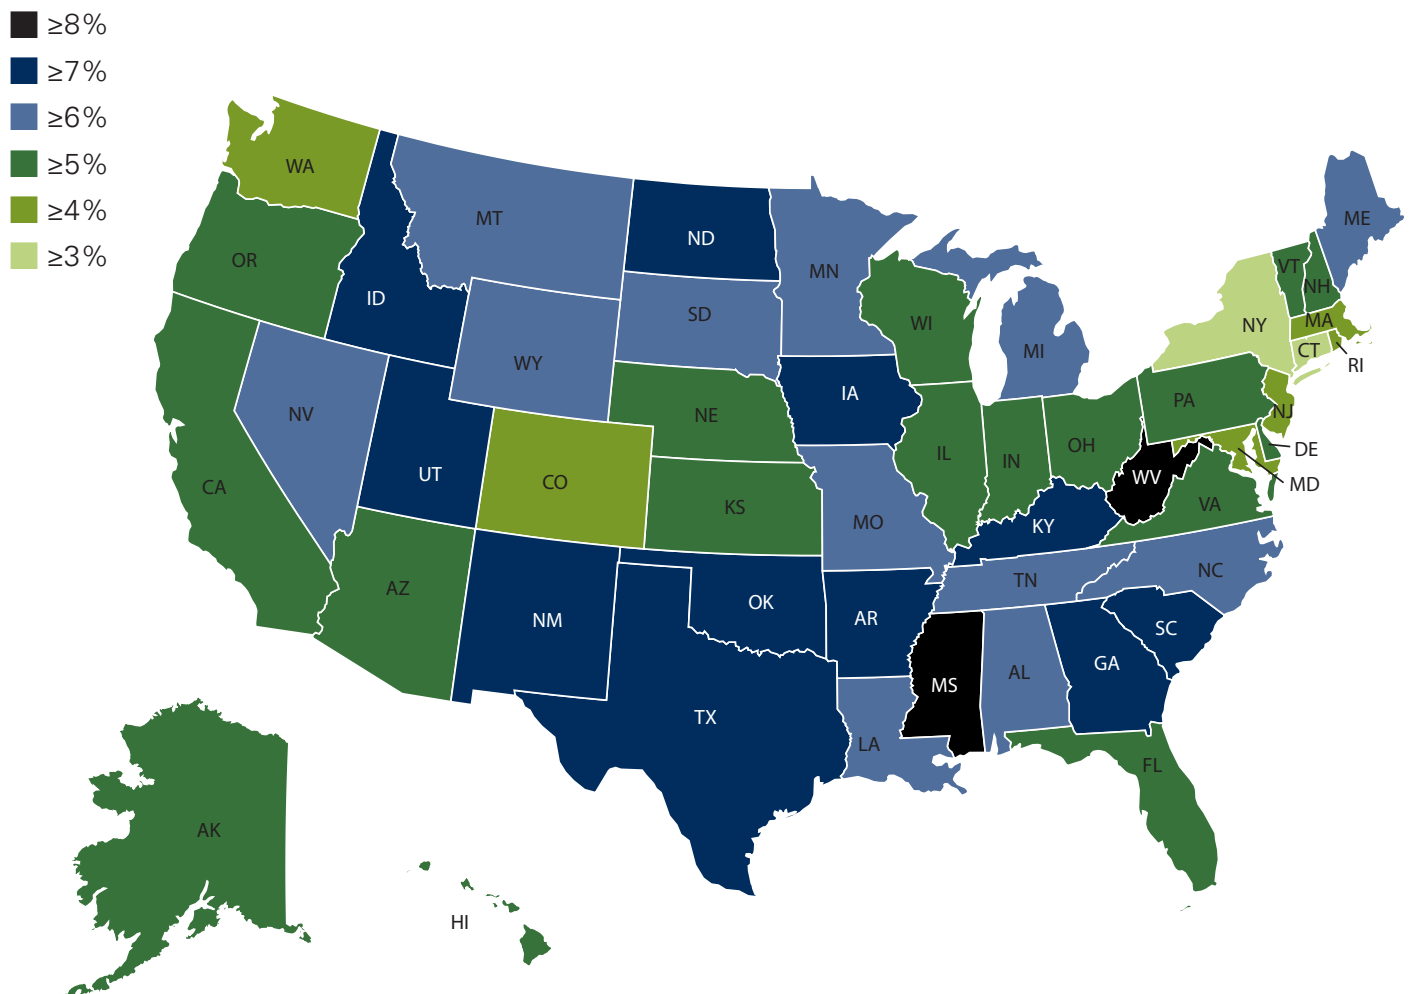 ≥8%
≥7%
≥6%
≥5%
≥4%
≥3%
WA
MT
ND
MN
ME
OR
ID
SD
WI
VT
NH
NY
MA
CT
RI
WY
MI
NV
NE
IA
PA
NJ
UT
CO
IL
IN
OH
DE
MD
CA
KS
MO
WV
VA
KY
AZ
NM
OK
AR
TN
NC
SC
TX
MS
AL
GA
LA
FL
AK
HI